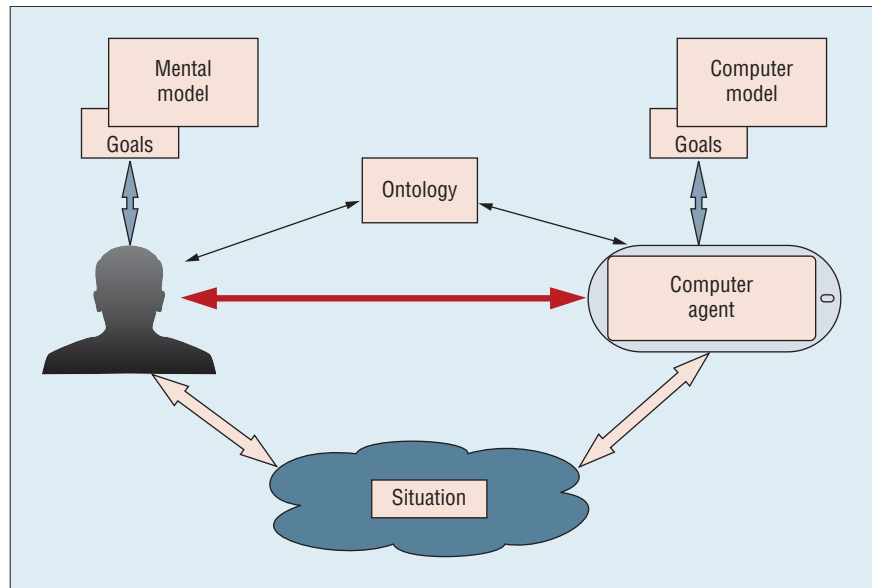 Mental
model
Goals
Computer
model
Goals
Ontology
Computer
agent
Situation